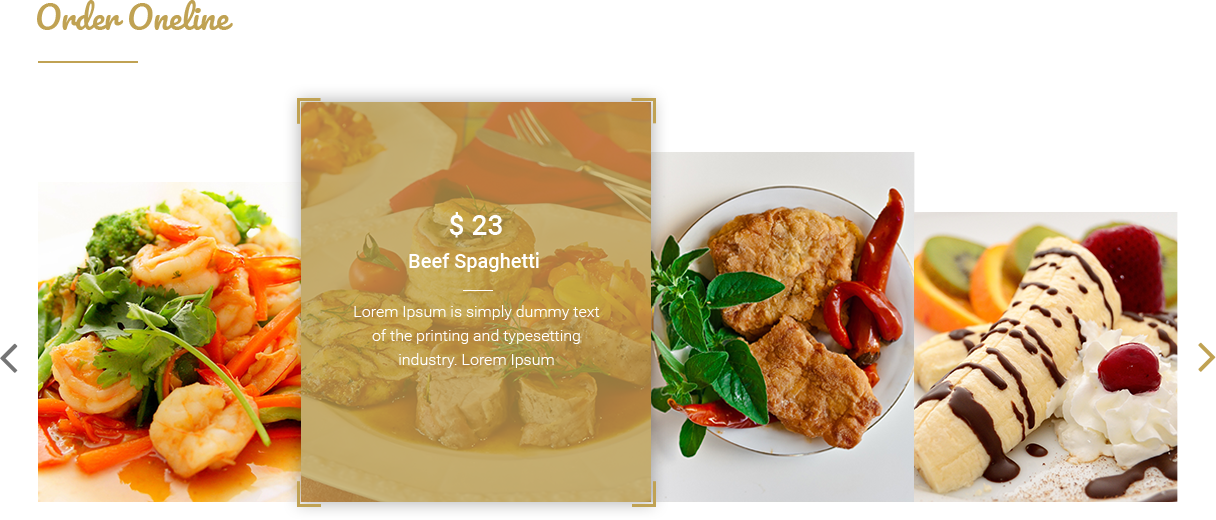 Order Oneline
$ 23
Beef Spaghetti
Lorem Ipsum is simply dummy text
of the printing and typesetting
industry. Lorem Ipsum